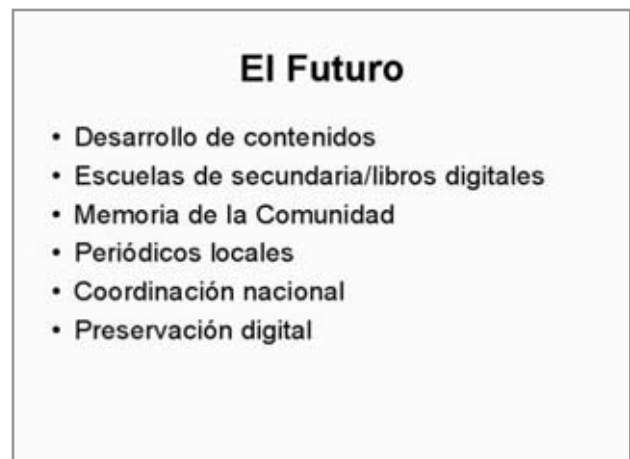 El Futuro
• Desarrollo de contenidos
• Escuelas de secundaria/libros digitales
• Memoria de la Comunidad
• Periódicos locales
• Coordinación nacional
• Preservación digital